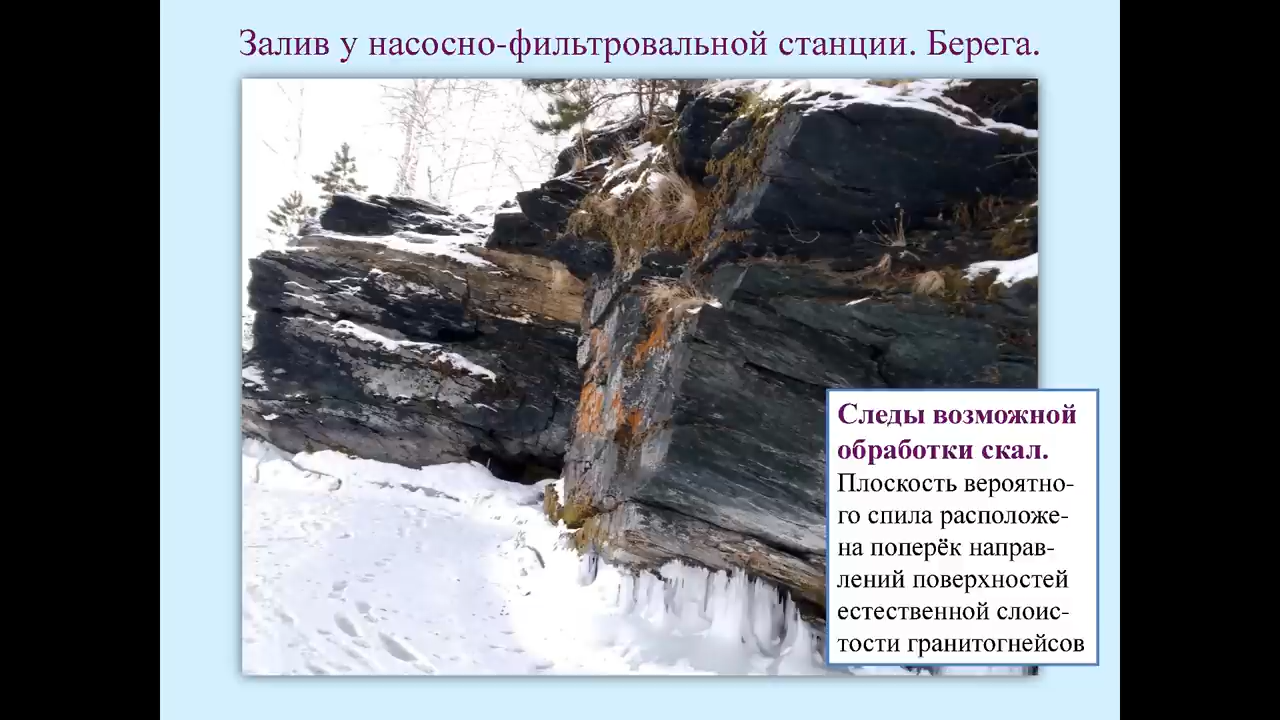 Залив у насосно-фильтровальной станции. Берега.
Следы возможной
обработки скал.
Плоскость вероятно-
го спила расположе-
на поперёк направ-
лений поверхностей
естественной слоис-
тости гранитогнейсов